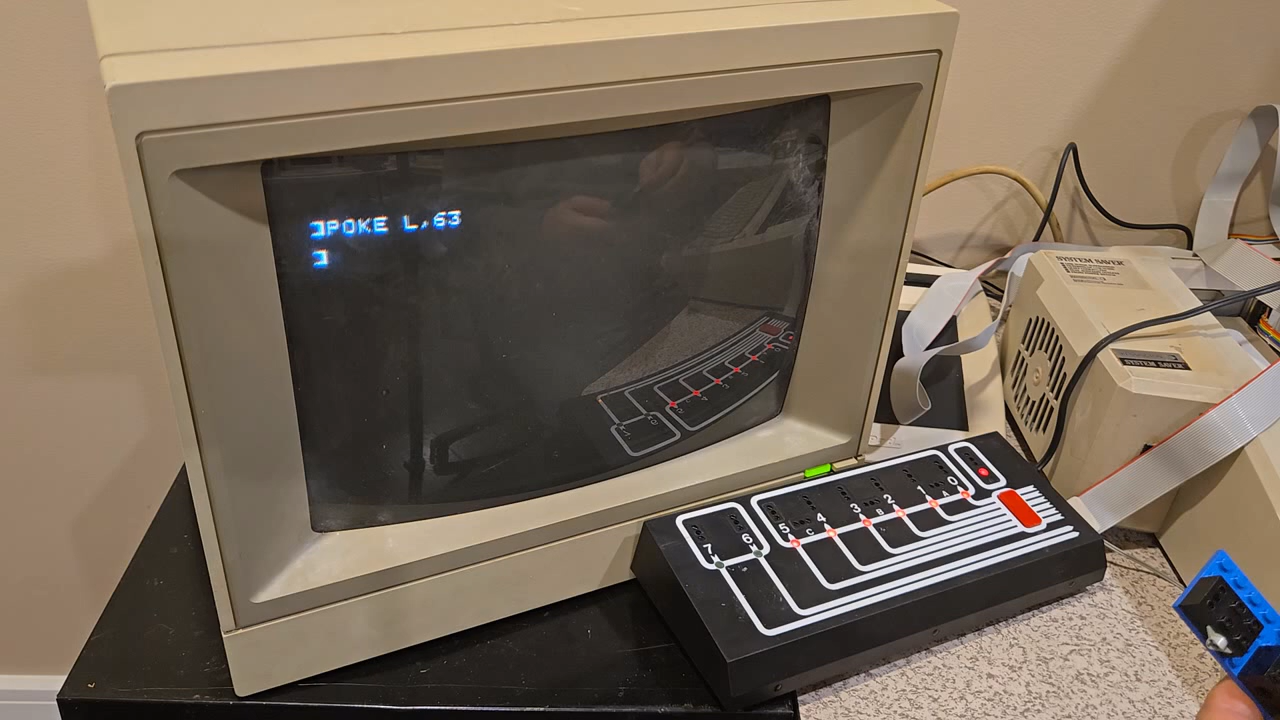 ]POKE L,63
]
SYSTEM SAVER
SYSTEM SAVER
7 6 5 4 3 2 1 0
C B A